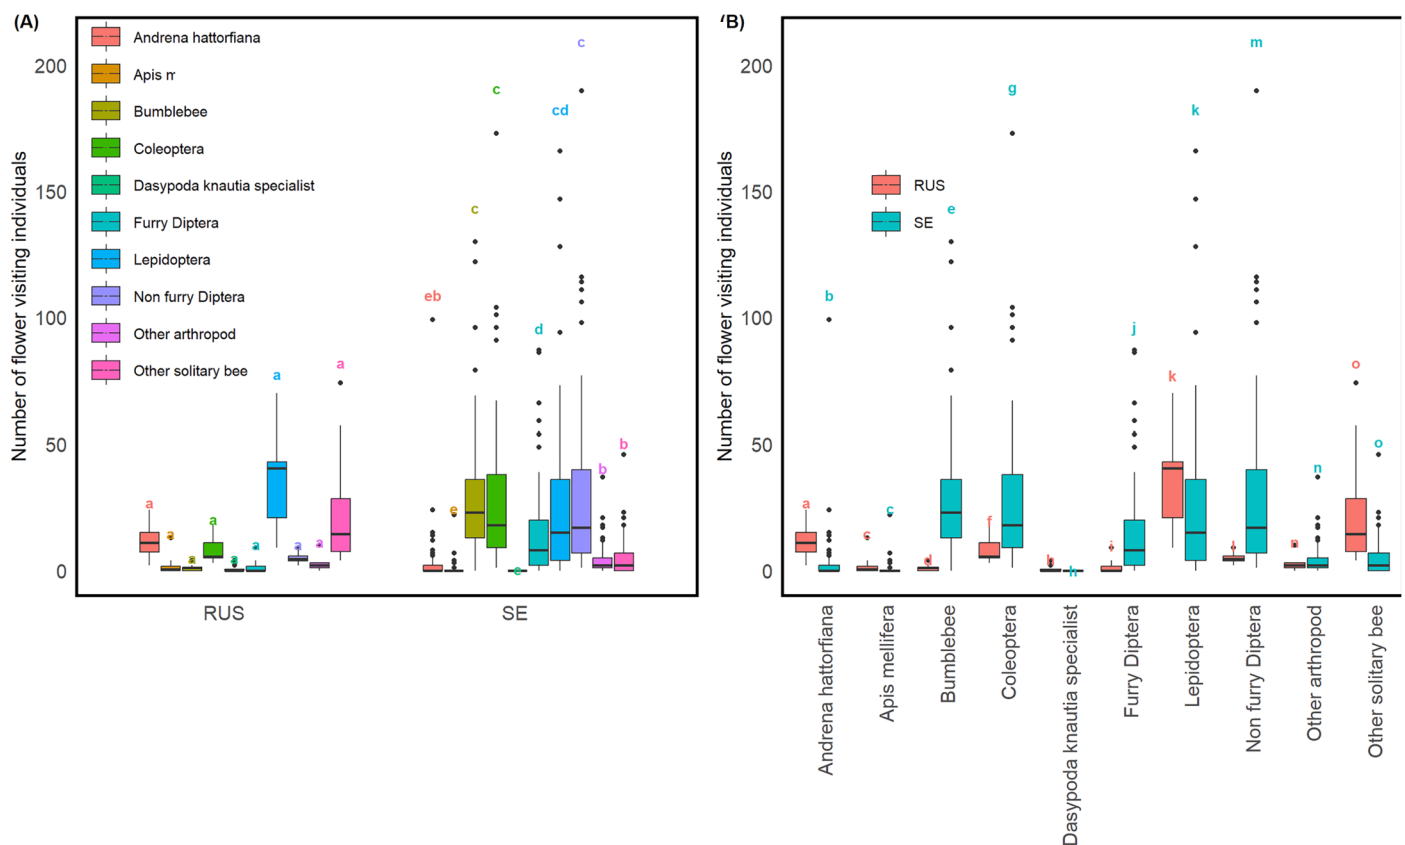 (A)
Number of flower visiting individuals
200
150
100
50
0
Andrena hattorfiana
Apis m
Bumblebee
Coleoptera
Dasypoda knautia specialist
Furry Diptera
Lepidoptera
Non furry Diptera
Other arthropod
Other solitary bee
a
a
a
a
a
a
a
a
a
a
eb
e
c
c
e
d
cd
c
b
b
RUS
SE
(B)
Number of flower visiting individuals
200
150
100
50
0
RUS
SE
a
b
c
c
d
e
f
g
h
h
i
j
k
k
l
m
n
n
o
o
Andrena hattorfiana
Apis mellifera
Bumblebee
Coleoptera
Dasypoda knautia specialist
Furry Diptera
Lepidoptera
Non furry Diptera
Other arthropod
Other solitary bee